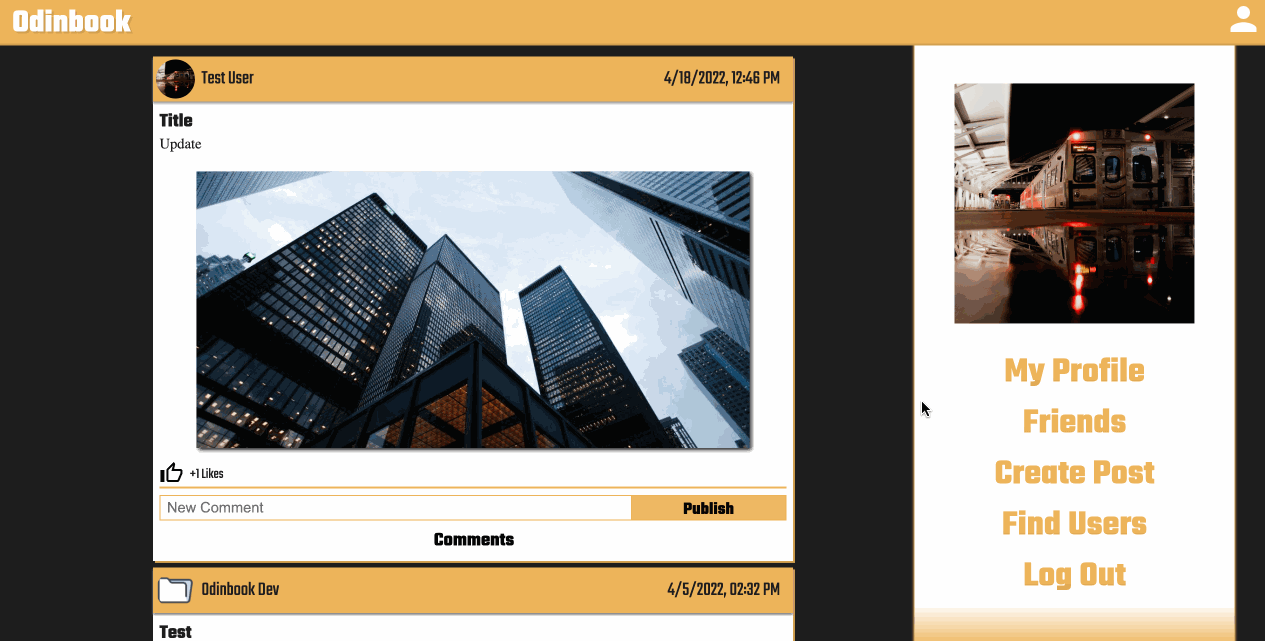 Odinbook
Test User
4/18/2022, 12:46 PM
Title
Update
+1 Likes
New Comment
Publish
Comments
Odinbook Dev
4/5/2022, 02:32 PM
Test
My Profile
Friends
Create Post
Find Users
Log Out